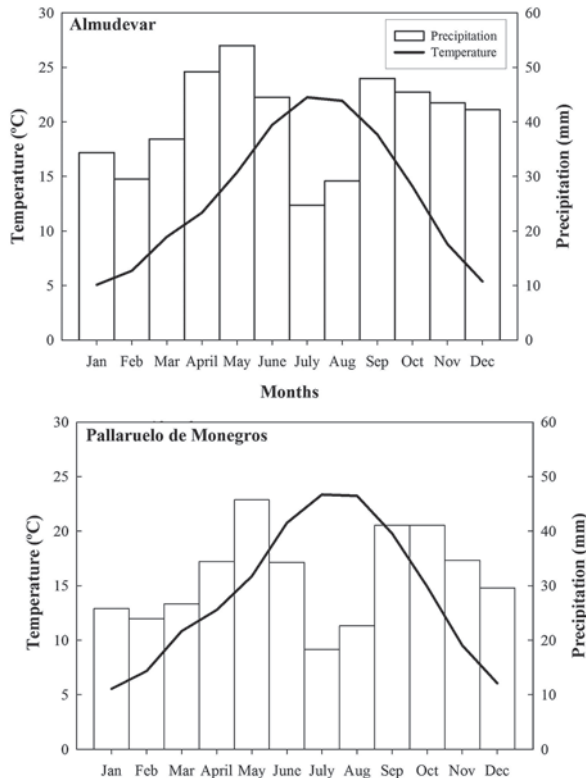 Almudevar
Precipitation
Temperature
30
25
20
15
10
5
0
Temperature (ºC)
60
50
40
30
20
10
0
Precipitation (mm)
Jan Feb Mar April May June July Aug Sep Oct Nov Dec
Months
Pallaruelo de Monegros
30
25
20
15
10
5
0
Temperature (ºC)
60
50
40
30
20
10
0
Precipitation (mm)
Jan Feb Mar April May June July Aug Sep Oct Nov Dec